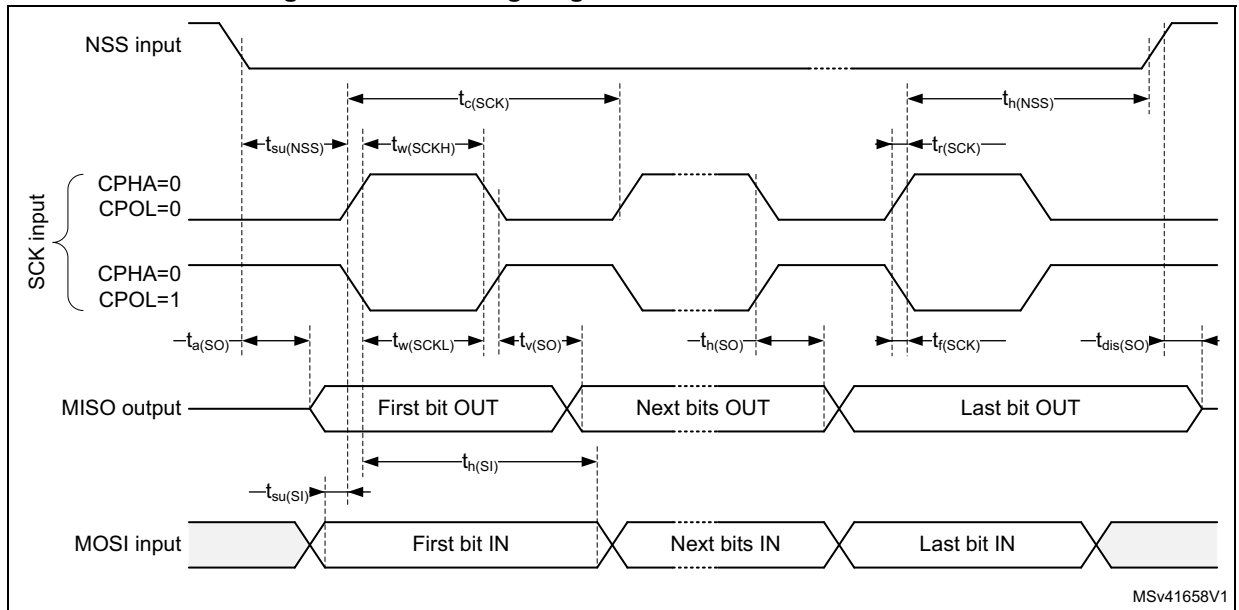 NSS input
tc(SCK)
th(NSS)
tsu(NSS)
tw(SCKH)
tr(SCK)
CPHA=0
CPOL=0
SCK input
CPHA=0
CPOL=1
ta(SO)
tw(SCKL)
tv(SO)
th(SO)
tf(SCK)
tdis(SO)
MISO output
First bit OUT
Next bits OUT
Last bit OUT
th(SI)
tsu(SI)
MOSI input
First bit IN
Next bits IN
Last bit IN
MSv41658V1